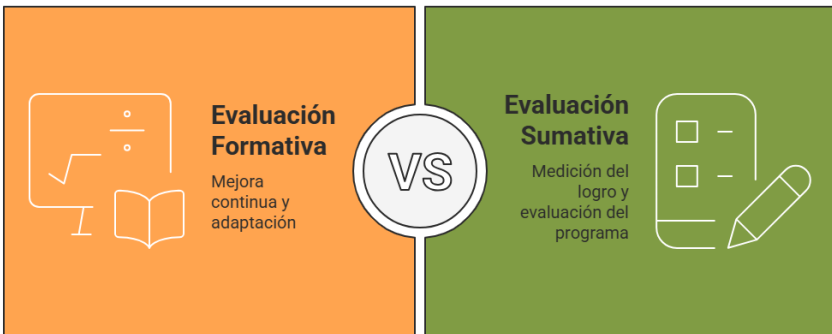 Evaluación
Formativa
Mejora
continua y
adaptación
VS
Evaluación
Sumativa
Medición del
logro y
evaluación del
programa